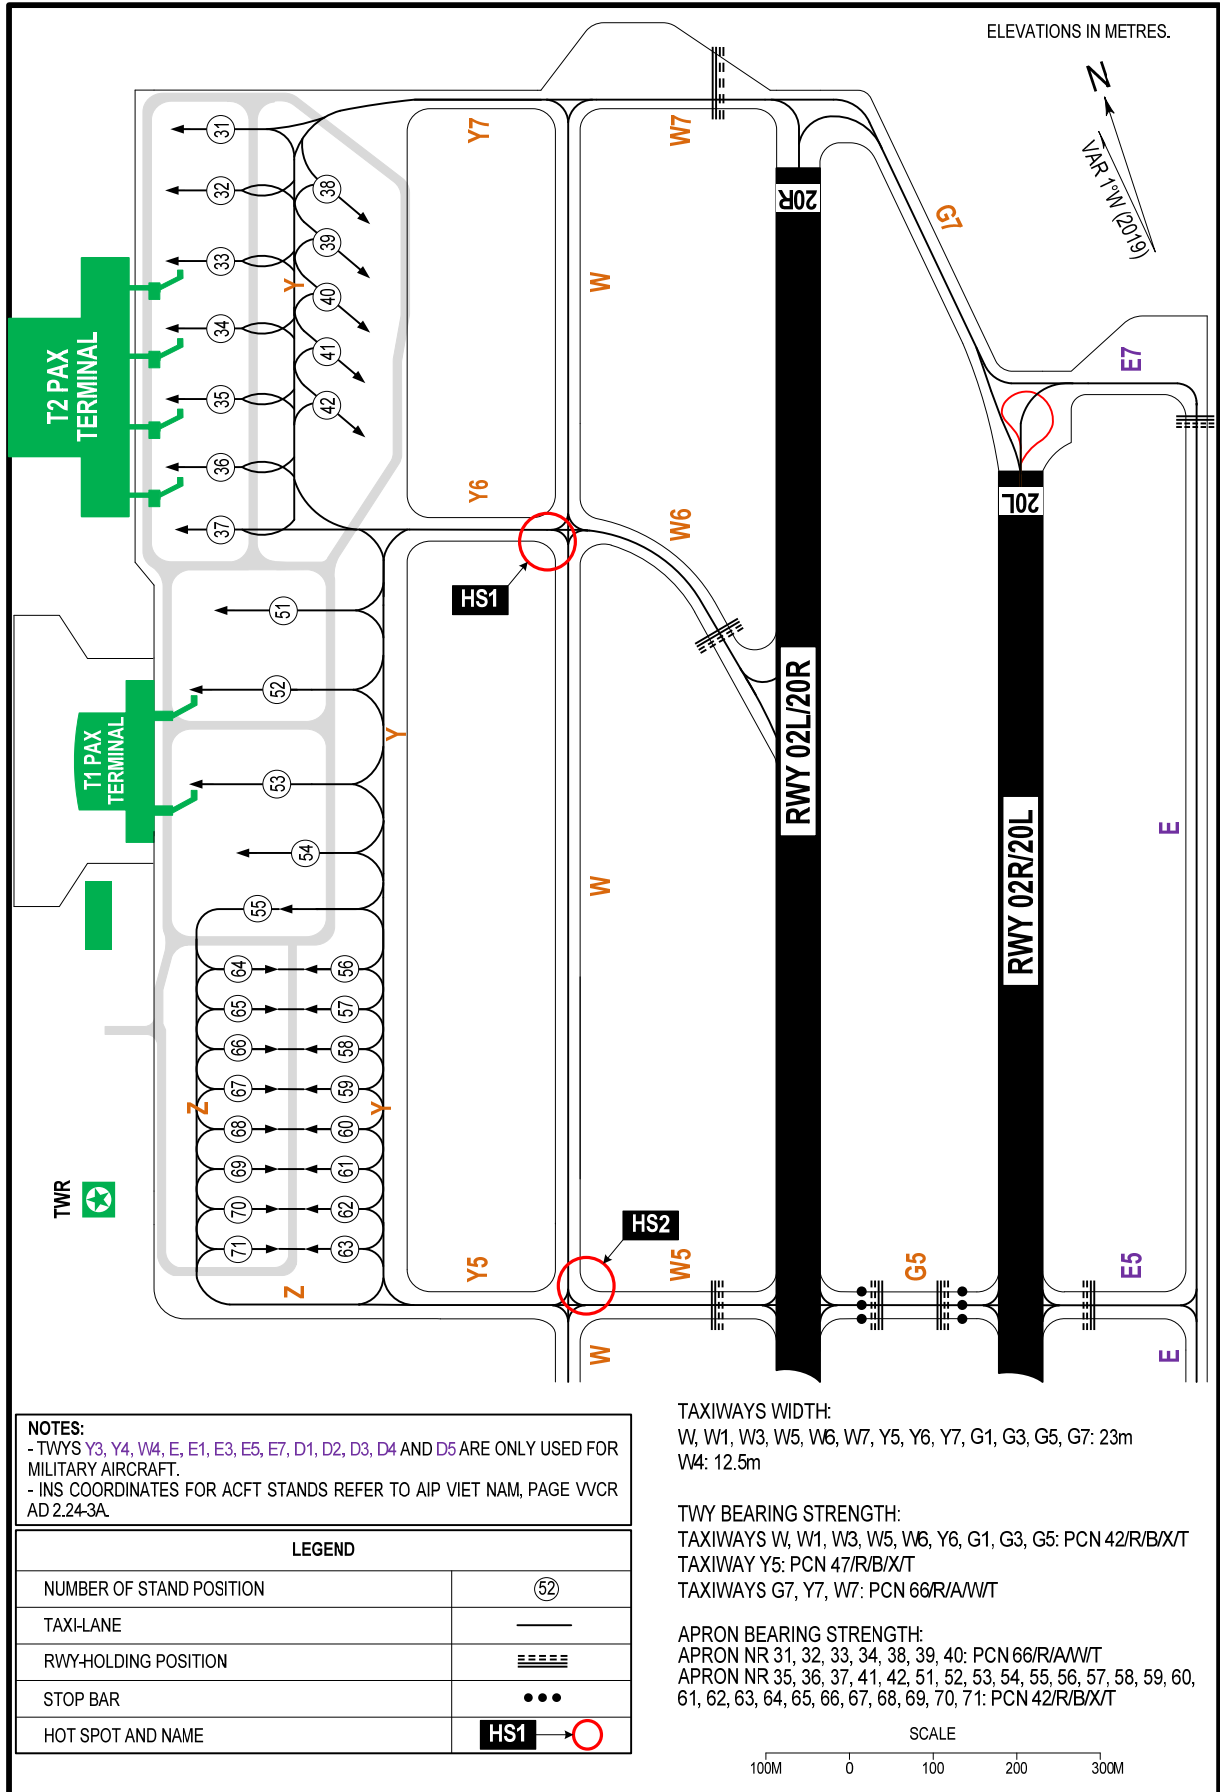 ELEVATIONS IN METRES.
N
VAR 1°W (2019)
31
32
33
34
35
36
37
38
39
40
41
42
Y
Y7
W7
20R
G7
W
E7
T2 PAX
TERMINAL
Y6
W6
20L
HS1
51
52
53
54
55
T1 PAX
TERMINAL
Y
RWY 02L/20R
E
W
RWY 02R/20L
64
56
65
57
66
58
67
59
Z
Y
68
60
69
61
70
62
71
63
TWR
HS2
Z
Y5
W5
G5
E5
W
E
NOTES:
- TWYS Y3, Y4, W4, E, E1, E3, E5, E7, D1, D2, D3, D4 AND D5 ARE ONLY USED FOR
MILITARY AIRCRAFT.
- INS COORDINATES FOR ACFT STANDS REFER TO AIP VIET NAM, PAGE VVCR
AD 2.24-3A.
LEGEND
NUMBER OF STAND POSITION 52
TAXI-LANE
RWY-HOLDING POSITION
STOP BAR
HOT SPOT AND NAME HS1
TAXIWAYS WIDTH:
W, W1, W3, W5, W6, W7, Y5, Y6, Y7, G1, G3, G5, G7: 23m
W4: 12.5m
TWY BEARING STRENGTH:
TAXIWAYS W, W1, W3, W5, W6, Y6, G1, G3, G5: PCN 42/R/B/X/T
TAXIWAY Y5: PCN 47/R/B/X/T
TAXIWAYS G7, Y7, W7: PCN 66/R/A/W/T
APRON BEARING STRENGTH:
APRON NR 31, 32, 33, 34, 38, 39, 40: PCN 66/R/A/W/T
APRON NR 35, 36, 37, 41, 42, 51, 52, 53, 54, 55, 56, 57, 58, 59, 60,
61, 62, 63, 64, 65, 66, 67, 68, 69, 70, 71: PCN 42/R/B/X/T
SCALE
100M 0 100 200 300M